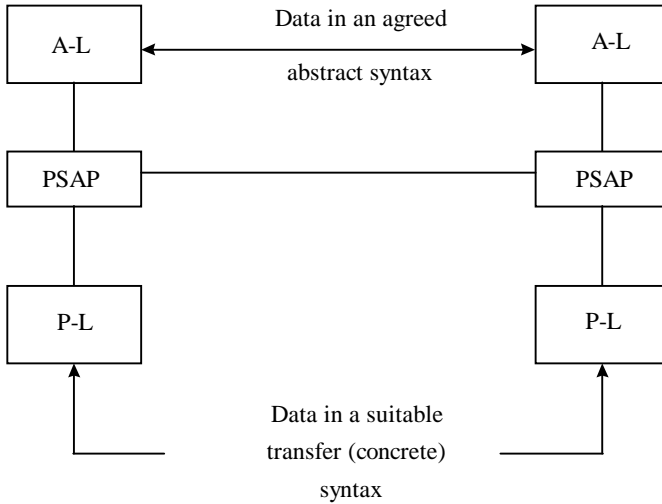 Data in an agreed
A-L
A-L
abstract syntax
PSAP
PSAP
P-L
P-L
Data in a suitable
transfer (concrete)
syntax